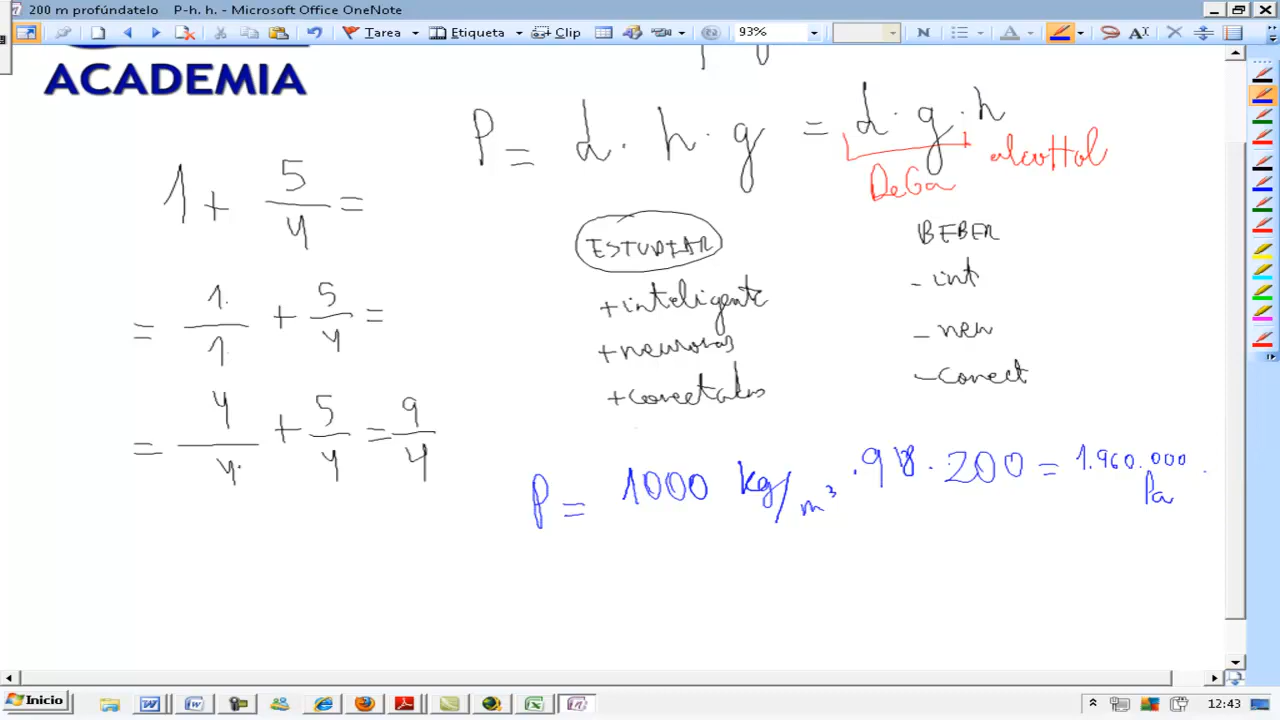 200 m profúndatelo P-h. h. - Microsoft Office OneNote
Tarea Etiqueta Clip 93% N A
ACADEMIA
P = d · h · g = d · g · h
DeGa alcoHol
1 + 5/4 =
= 1/1 + 5/4 =
= 4/4 + 5/4 = 9/4
ESTUDIAR
+ inteligente
+ neuronas
+ conectadas
BEBER
- int
- neu
- conect
P = 1000 kg/m³ · 9'8 · 200 = 1.960.000
Pa
Inicio
12:43